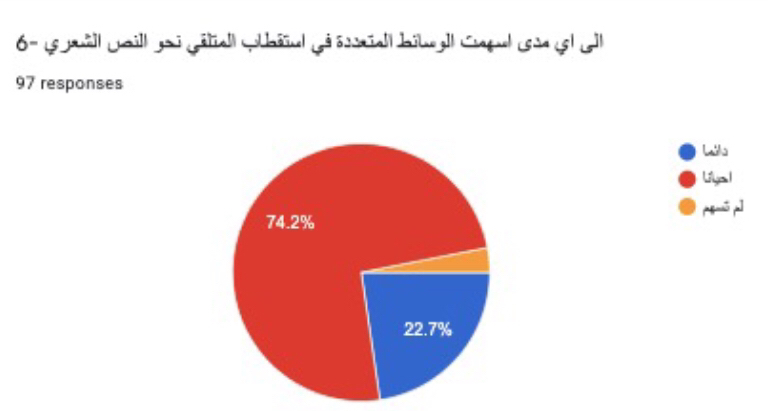 6- الى اي مدى اسهمت الوسائط المتعددة في استقطاب المتلقي نحو النص الشعري
97 responses
دائما
احيانا
لم تسهم
74.2%
22.7%